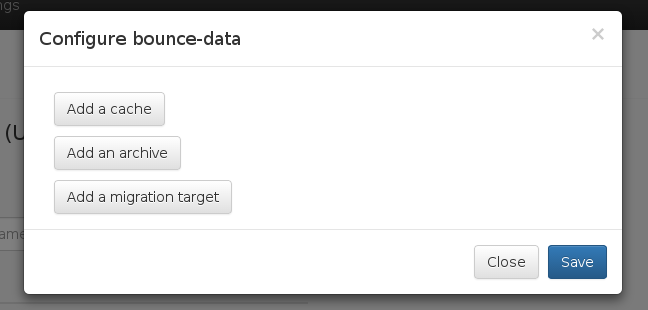 ngs
Configure bounce-data
×
(U
Add a cache
Add an archive
Add a migration target
ame
Close
Save